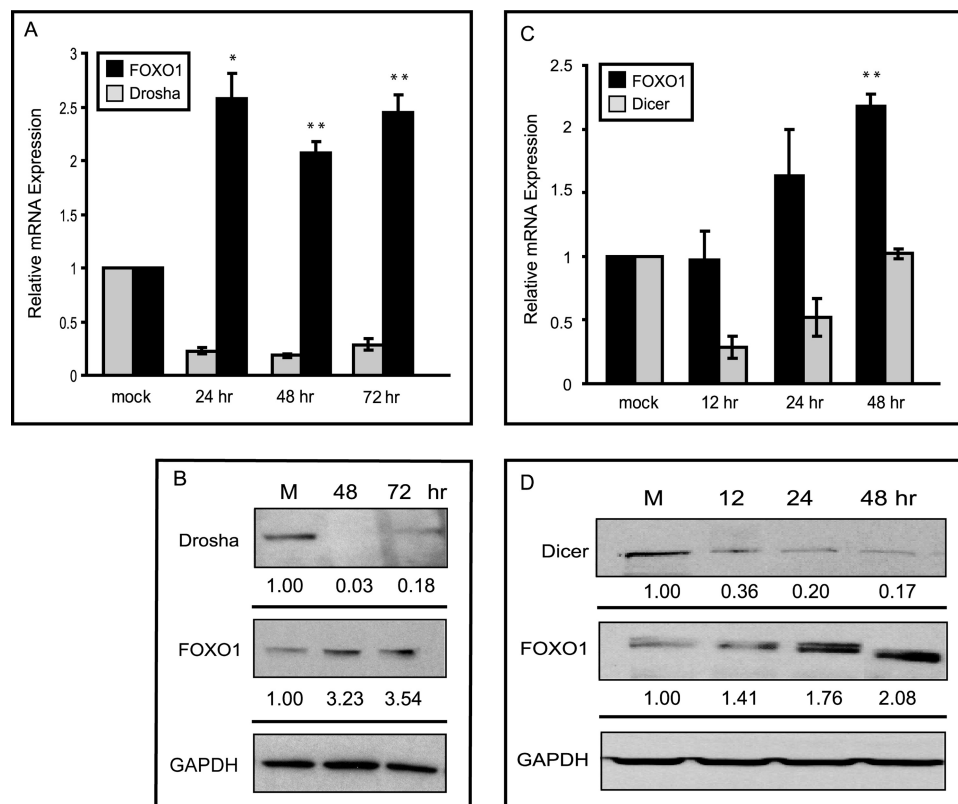 A
3
2.5
2
1.5
1
0.5
0
Relative mRNA Expression
FOXO1
Drosha
*
* *
* *
mock 24 hr 48 hr 72 hr
C
2.5
2
1.5
1
0.5
0
Relative mRNA Expression
FOXO1
Dicer
* *
mock 12 hr 24 hr 48 hr
B
M 48 72 hr
Drosha
1.00 0.03 0.18
FOXO1
1.00 3.23 3.54
GAPDH
D
M 12 24 48 hr
Dicer
1.00 0.36 0.20 0.17
FOXO1
1.00 1.41 1.76 2.08
GAPDH